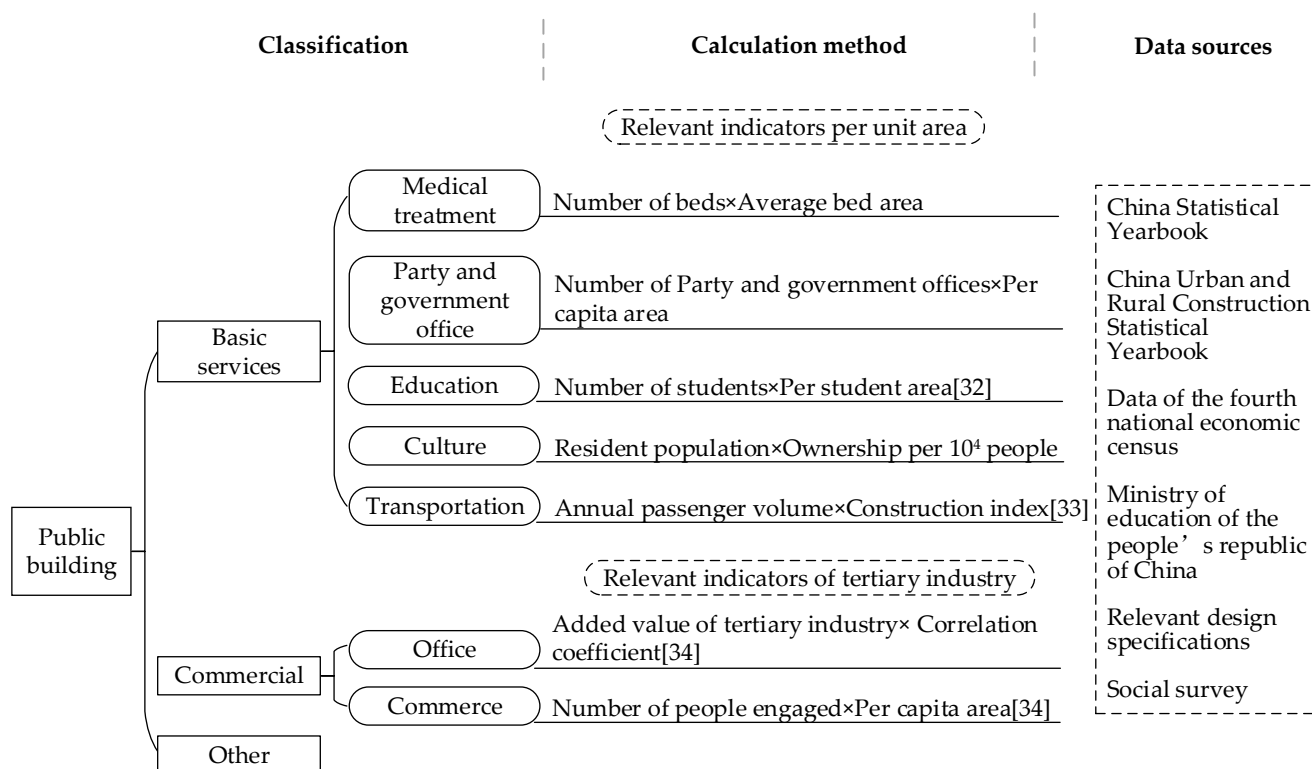 Classification
Calculation method
Data sources
Relevant indicators per unit area
Medical
treatment
Number of beds×Average bed area
Party and
government
office
Number of Party and government offices×Per
capita area
Basic
services
Education
Number of students×Per student area[32]
Culture
Resident population×Ownership per 10⁴ people
Transportation
Annual passenger volume×Construction index[33]
Public
building
Relevant indicators of tertiary industry
Commercial
Office
Added value of tertiary industry× Correlation
coefficient[34]
Commerce
Number of people engaged×Per capita area[34]
Other
China Statistical
Yearbook
China Urban and
Rural Construction
Statistical
Yearbook
Data of the fourth
national economic
census
Ministry of
education of the
people’s republic
of China
Relevant design
specifications
Social survey